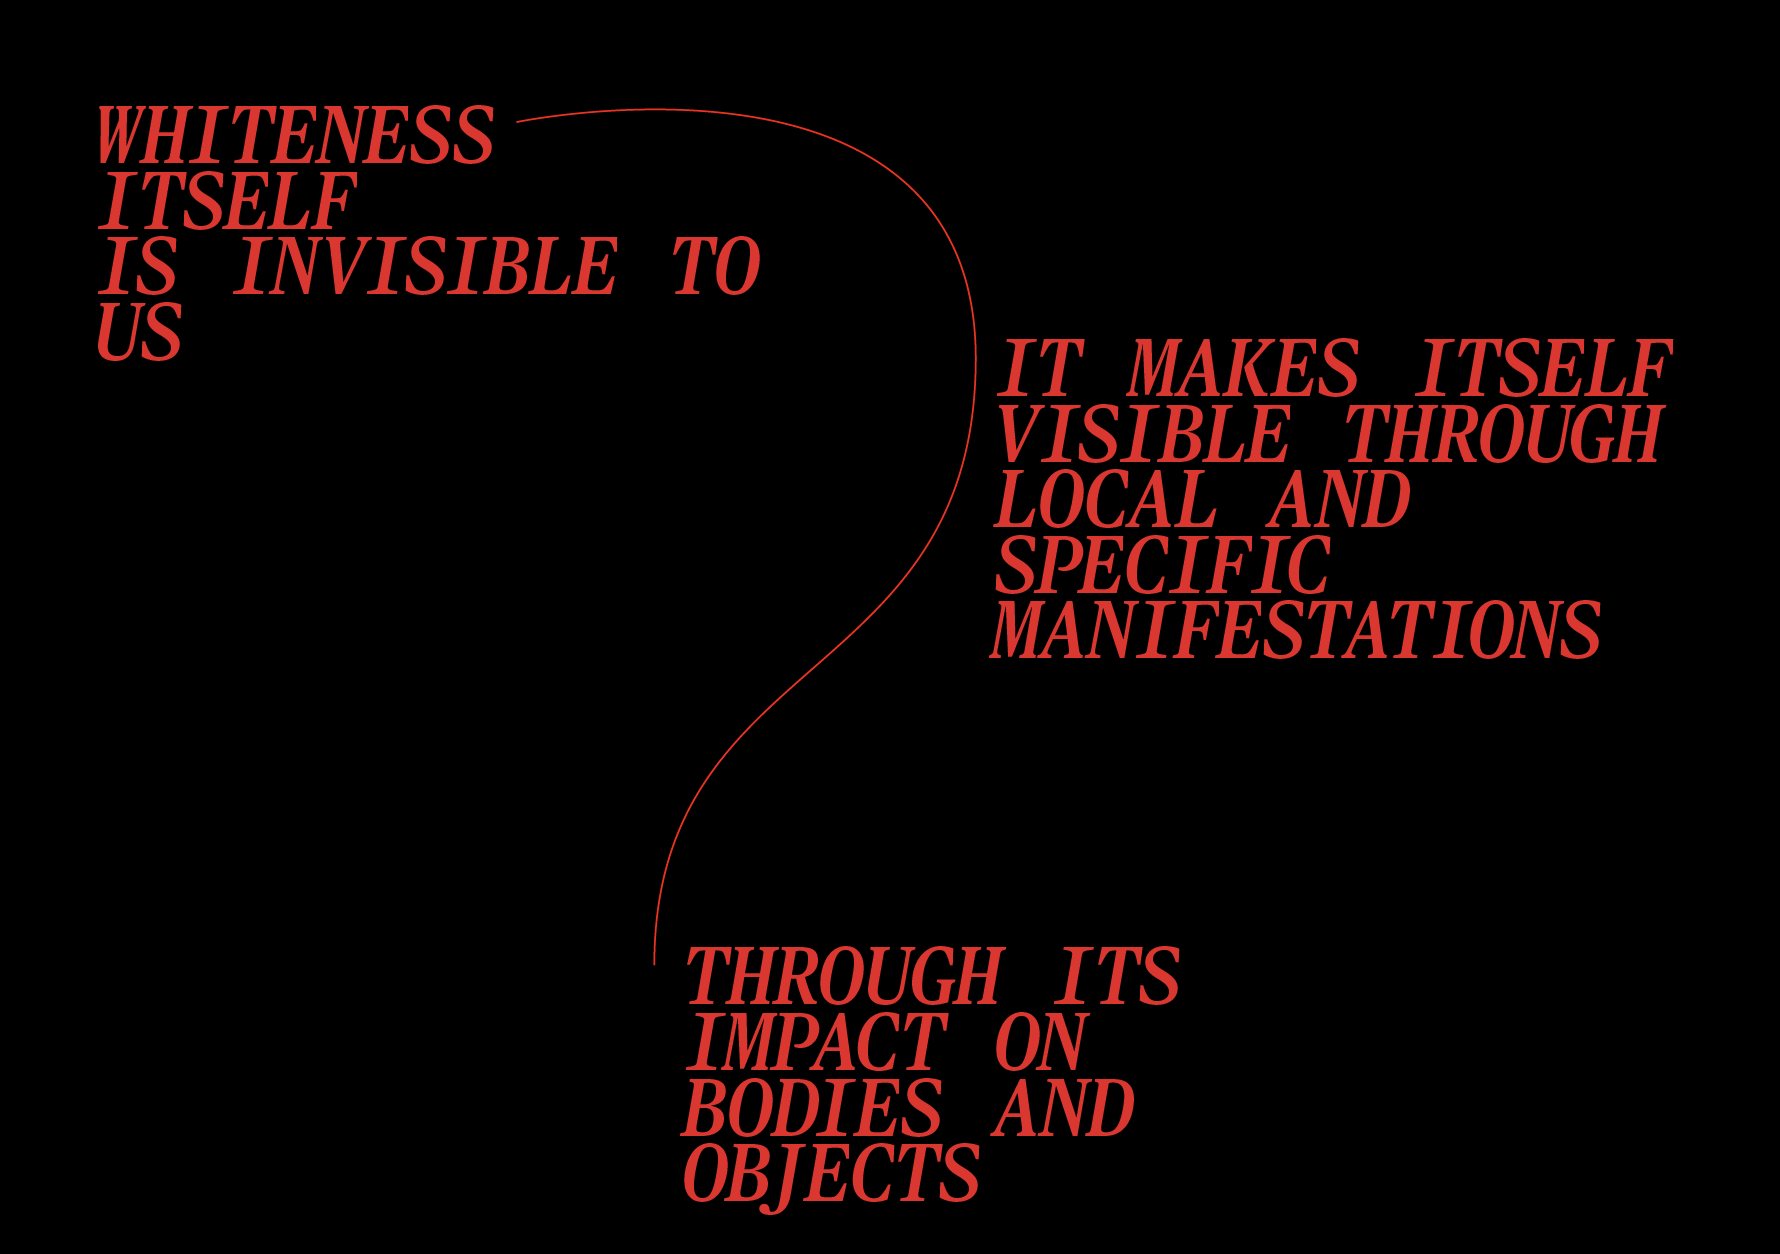 WHITENESS
ITSELF
IS INVISIBLE TO
US
IT MAKES ITSELF
VISIBLE THROUGH
LOCAL AND
SPECIFIC
MANIFESTATIONS
THROUGH ITS
IMPACT ON
BODIES AND
OBJECTS